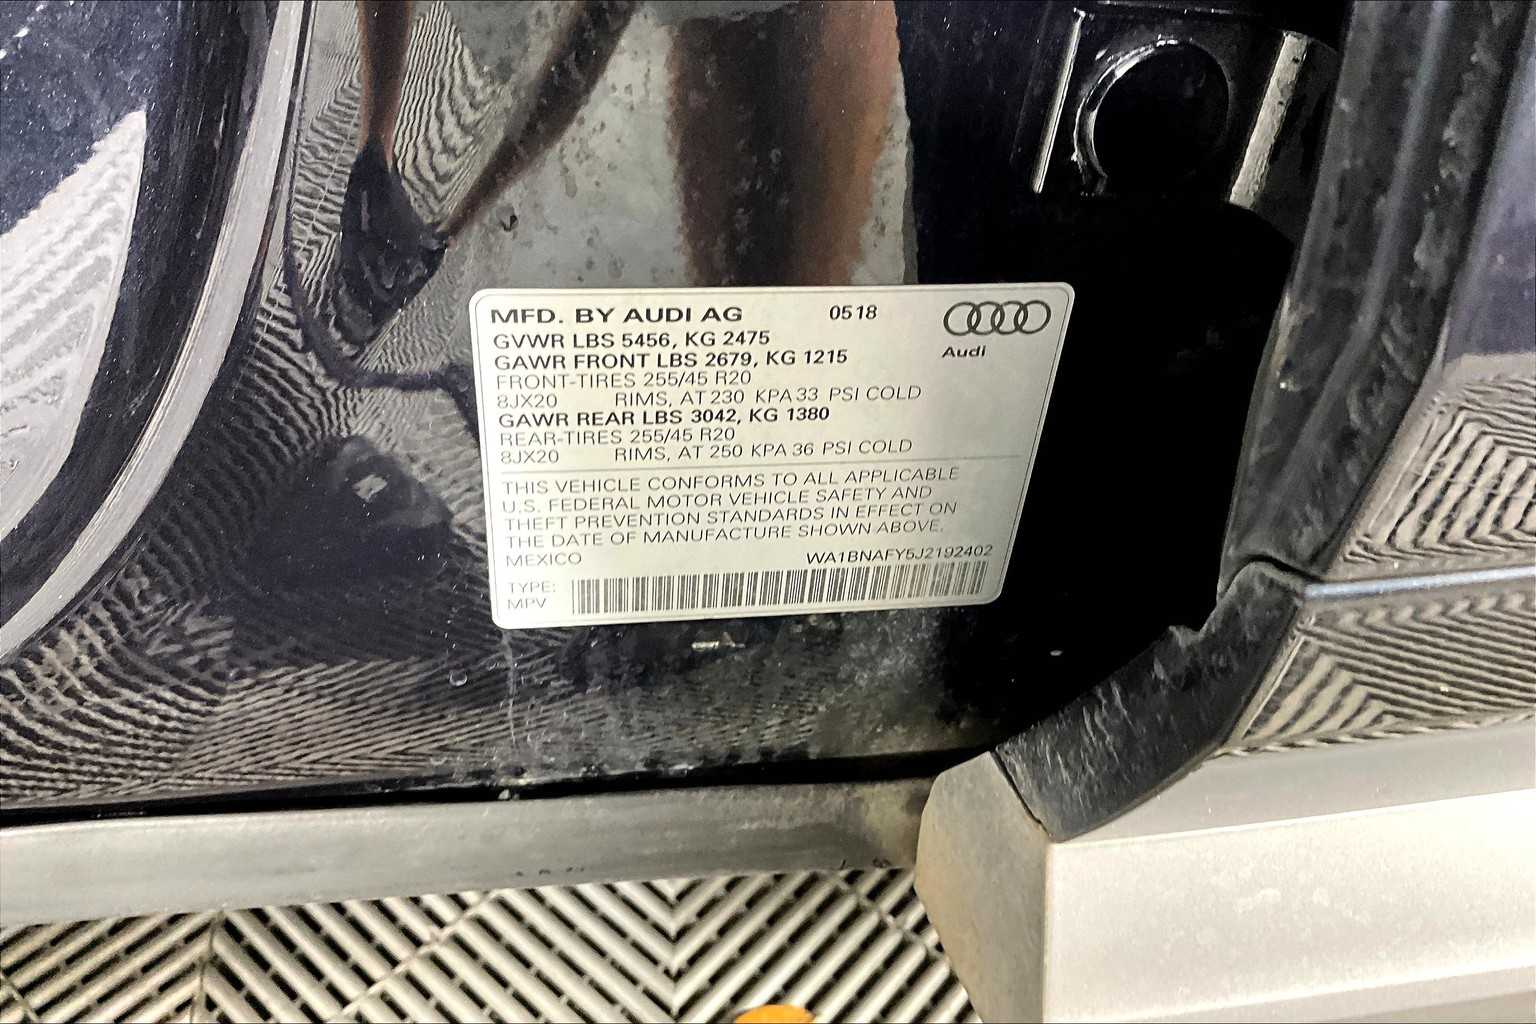 MFD. BY AUDI AG 0518
GVWR LBS 5456, KG 2475
GAWR FRONT LBS 2679, KG 1215
Audi
FRONT-TIRES 255/45 R20
8JX20 RIMS, AT 230 KPA 33 PSI COLD
GAWR REAR LBS 3042, KG 1380
REAR-TIRES 255/45 R20
8JX20 RIMS, AT 250 KPA 36 PSI COLD
THIS VEHICLE CONFORMS TO ALL APPLICABLE
U.S. FEDERAL MOTOR VEHICLE SAFETY AND
THEFT PREVENTION STANDARDS IN EFFECT ON
THE DATE OF MANUFACTURE SHOWN ABOVE.
MEXICO WA1BNAFY5J2192402
TYPE:
MPV